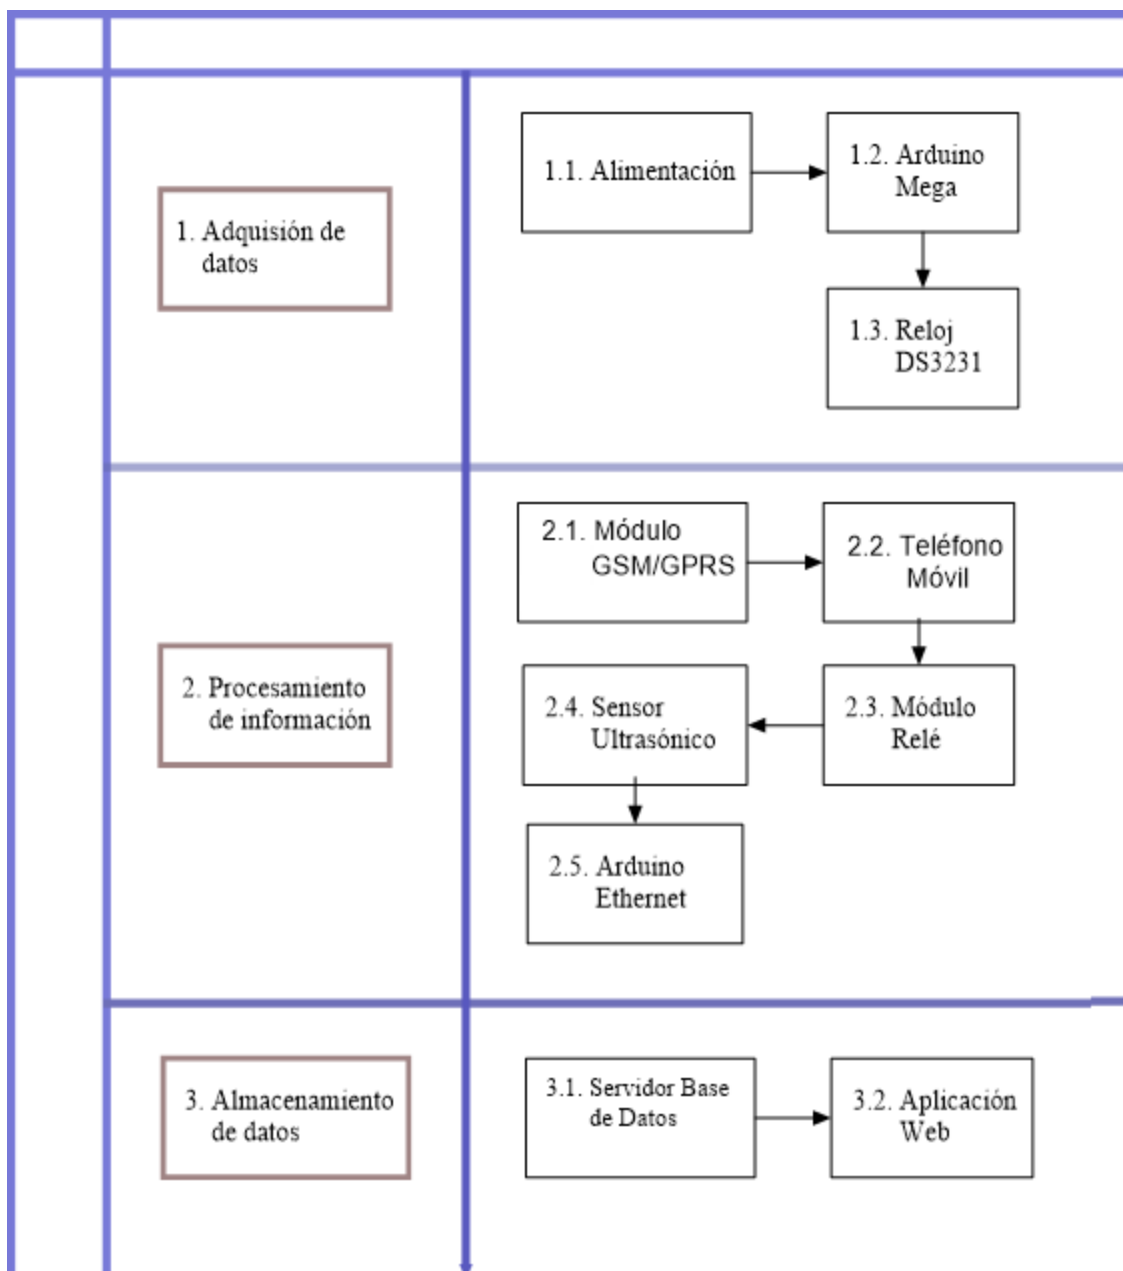 1. Adquisión de
datos
1.1. Alimentación
1.2. Arduino
Mega
1.3. Reloj
DS3231
2. Procesamiento
de información
2.1. Módulo
GSM/GPRS
2.2. Teléfono
Móvil
2.3. Módulo
Relé
2.4. Sensor
Ultrasónico
2.5. Arduino
Ethernet
3. Almacenamiento
de datos
3.1. Servidor Base
de Datos
3.2. Aplicación
Web